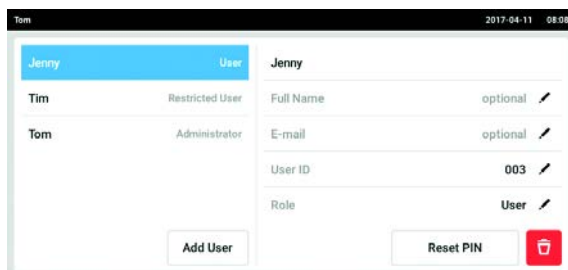 Tom 2017-04-11 08:08
Jenny User
Tim Restricted User
Tom Administrator
Add User
Jenny
Full Name optional
E-mail optional
User ID 003
Role User
Reset PIN